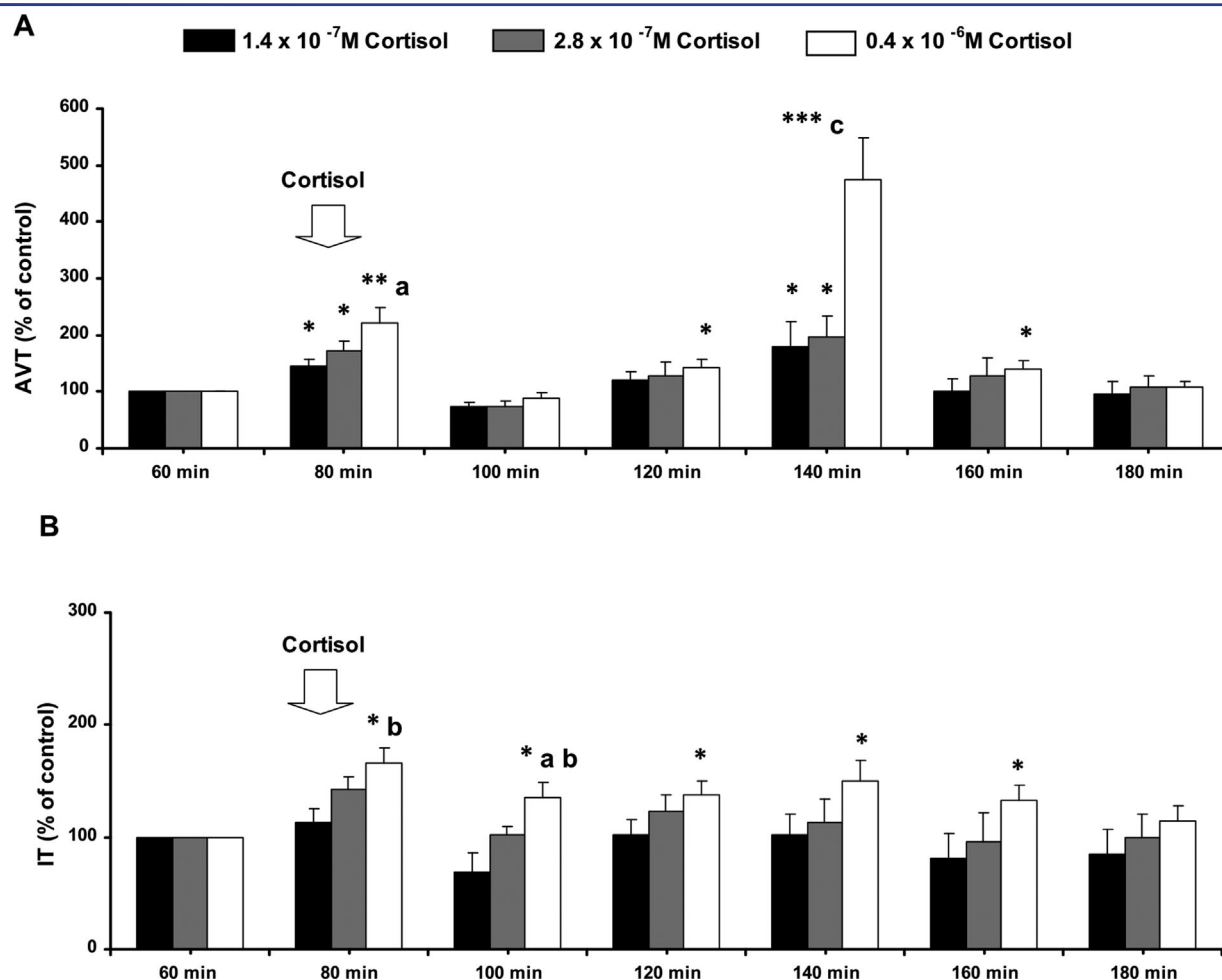 A
1.4 x 10 -7M Cortisol 2.8 x 10 -7M Cortisol 0.4 x 10 -6M Cortisol
AVT (% of control)
600
500
400
300
200
100
0
Cortisol
* * ** a
*
* * *** c
*
60 min 80 min 100 min 120 min 140 min 160 min 180 min
B
IT (% of control)
300
200
100
0
Cortisol
* b
* a b
*
*
*
60 min 80 min 100 min 120 min 140 min 160 min 180 min